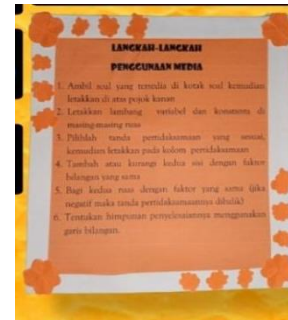 LANGKAH-LANGKAH
PENGGUNAAN MEDIA
1. Ambil soal yang tersedia di kotak soal kemudian
letakkan di atas pojok kanan
2. Letakkan lambang variabel dan konstanta di
masing-masing ruas
3. Pilihlah tanda pertidaksamaan yang sesuai,
kemudian letakkan pada kolom pertidaksamaan
4. Tambah atau kurangi kedua sisi dengan faktor
bilangan yang sama
5. Bagi kedua ruas dengan faktor yang sama (jika
negatif maka tanda pertidaksamaannya dibalik)
6. Tentukan himpunan penyelesaiannya menggunakan
garis bilangan.